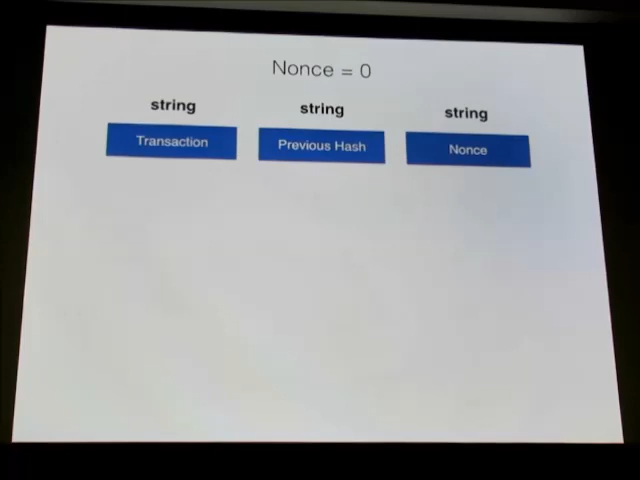 Nonce = 0
string string string
Transaction Previous Hash Nonce